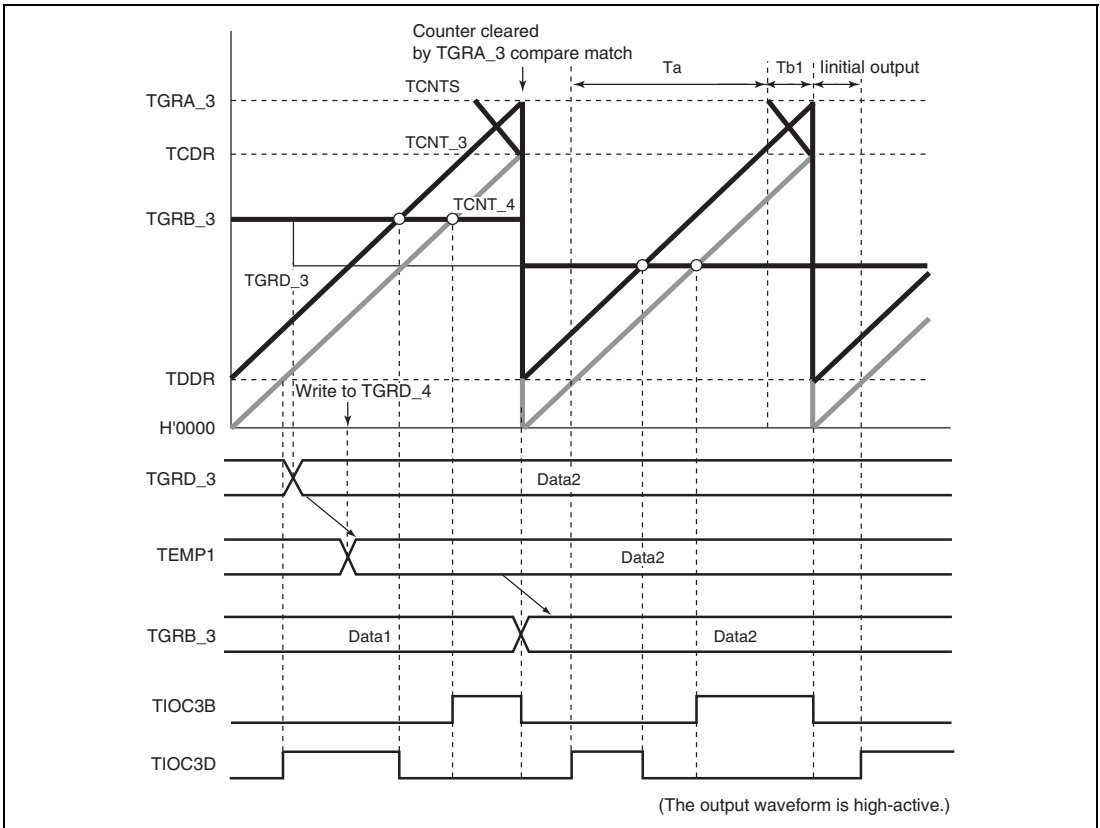 Counter cleared
by TGRA_3 compare match
Ta
Tb1
Iinitial output
TCNTS
TGRA_3
TCNT_3
TCDR
TCNT_4
TGRB_3
TGRD_3
TDDR
Write to TGRD_4
H'0000
TGRD_3
Data2
TEMP1
Data2
TGRB_3
Data1
Data2
TIOC3B
TIOC3D
(The output waveform is high-active.)